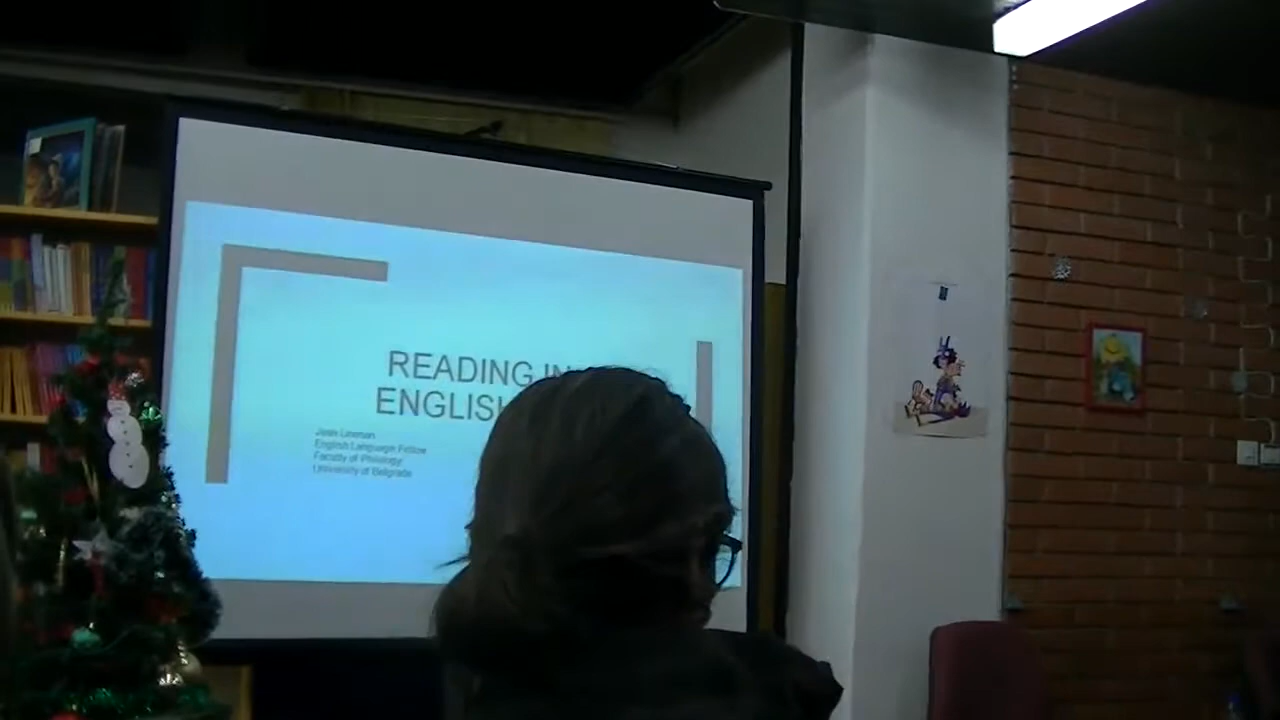 READING IN
ENGLISH
English Language Fellow
Faculty of Philology
University of Belgrade